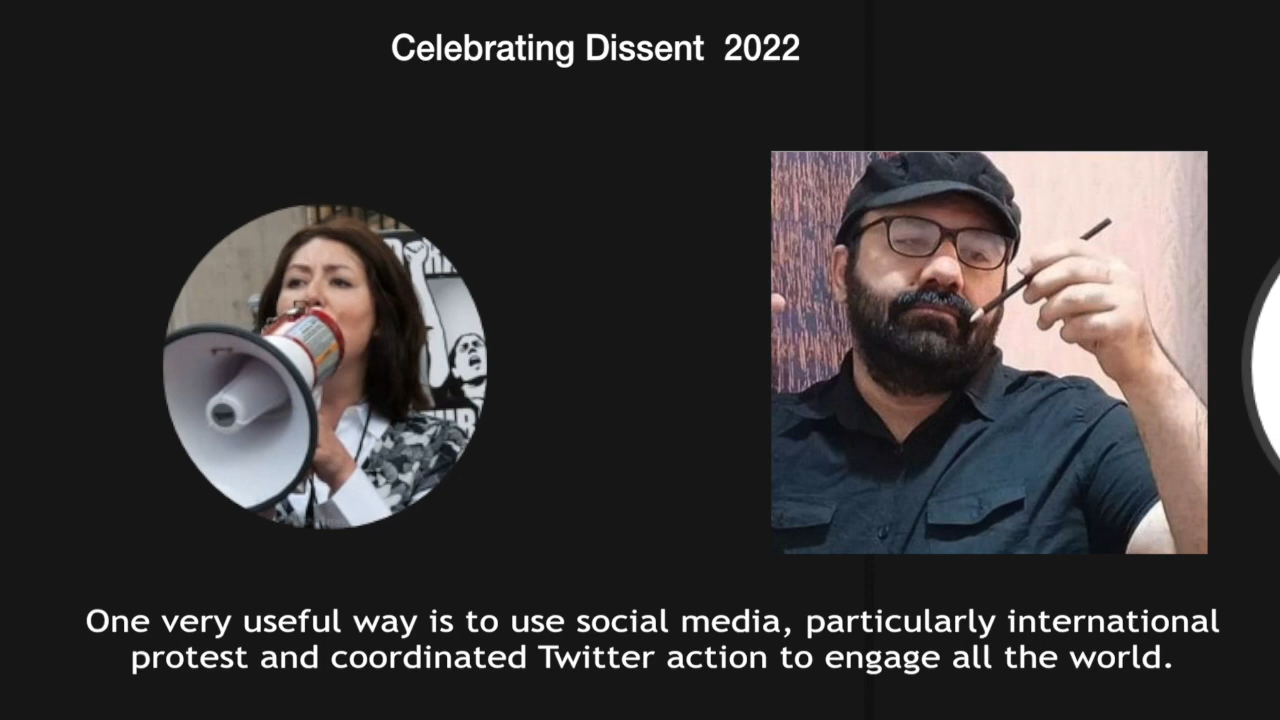 Celebrating Dissent 2022
One very useful way is to use social media, particularly international
protest and coordinated Twitter action to engage all the world.